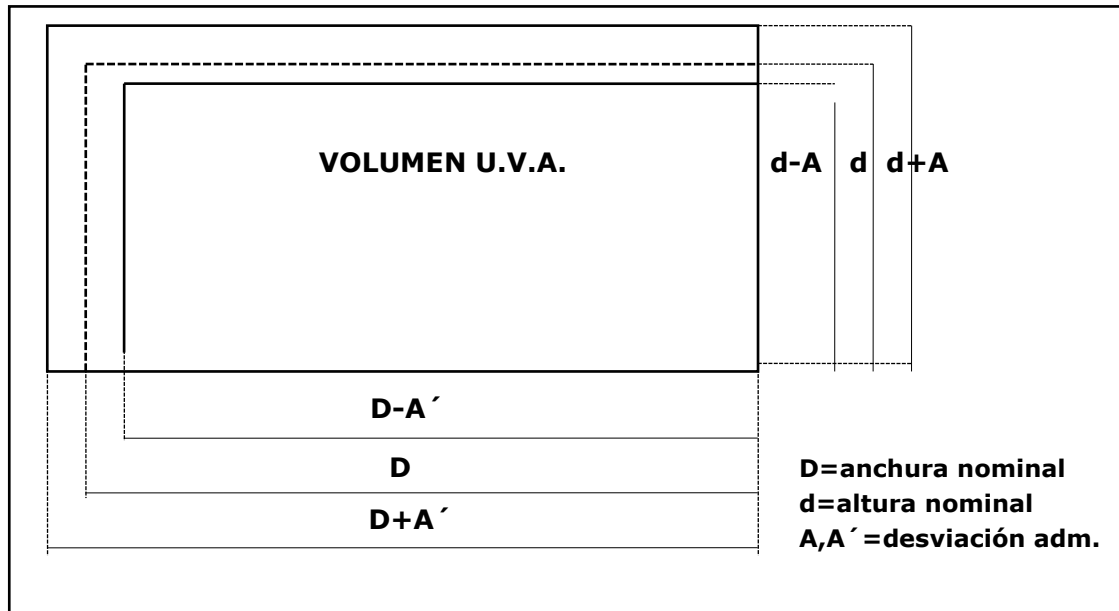 VOLUMEN U.V.A.
d-A d d+A
D-A´
D
D+A´
D=anchura nominal
d=altura nominal
A,A´=desviación adm.